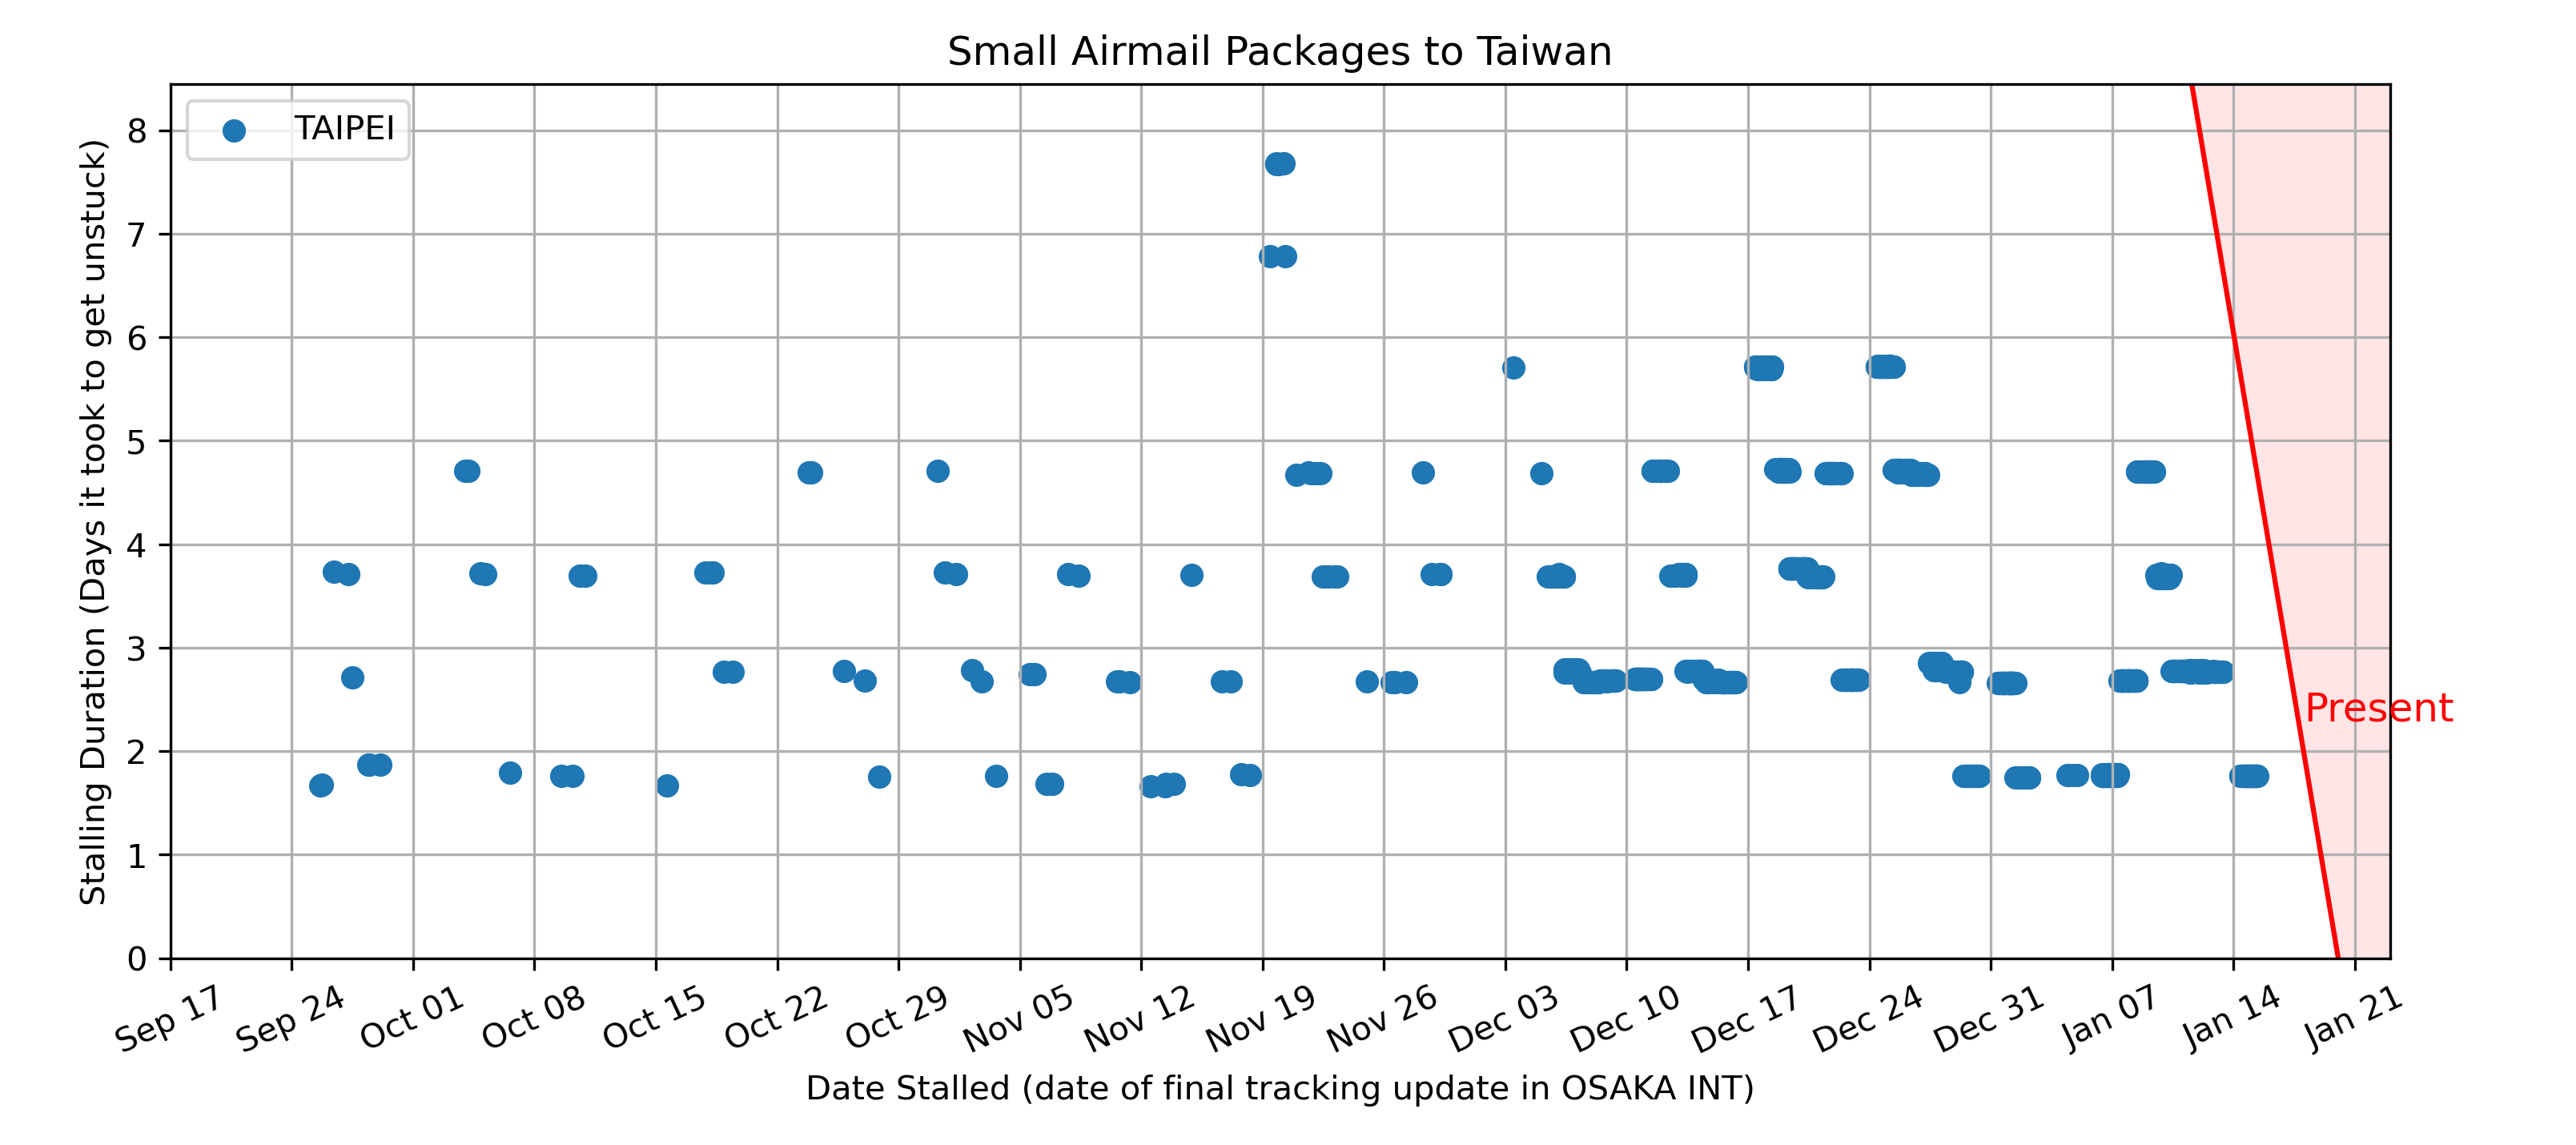 Small Airmail Packages to Taiwan
TAIPEI
Stalling Duration (Days it took to get unstuck)
8
7
6
5
4
3
2
1
0
Present
Sep 17
Sep 24
Oct 01
Oct 08
Oct 15
Oct 22
Oct 29
Nov 05
Nov 12
Nov 19
Nov 26
Dec 03
Dec 10
Dec 17
Dec 24
Dec 31
Jan 07
Jan 14
Jan 21
Date Stalled (date of final tracking update in OSAKA INT)